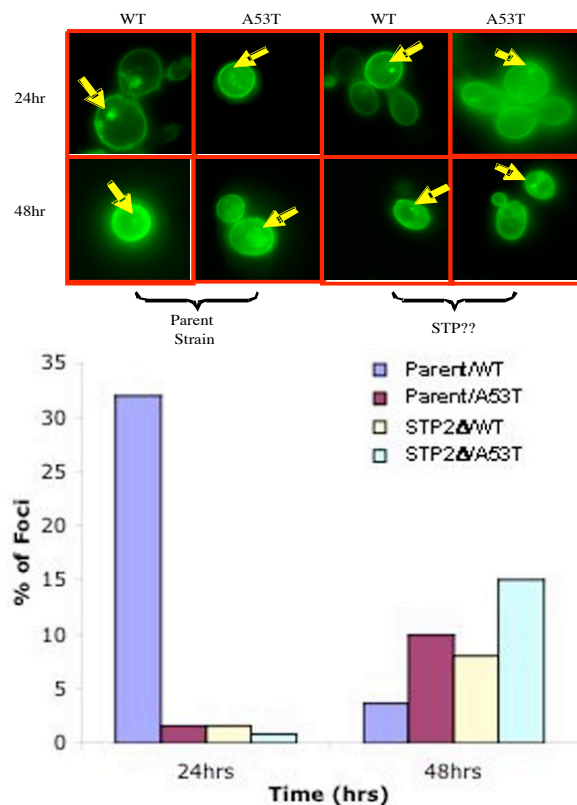 WT A53T WT A53T
24hr
48hr
Parent
Strain
STP??
35
30
25
20
15
10
5
0
% of Foci
Parent/WT
Parent/A53T
STP2Δ/WT
STP2Δ/A53T
24hrs 48hrs
Time (hrs)